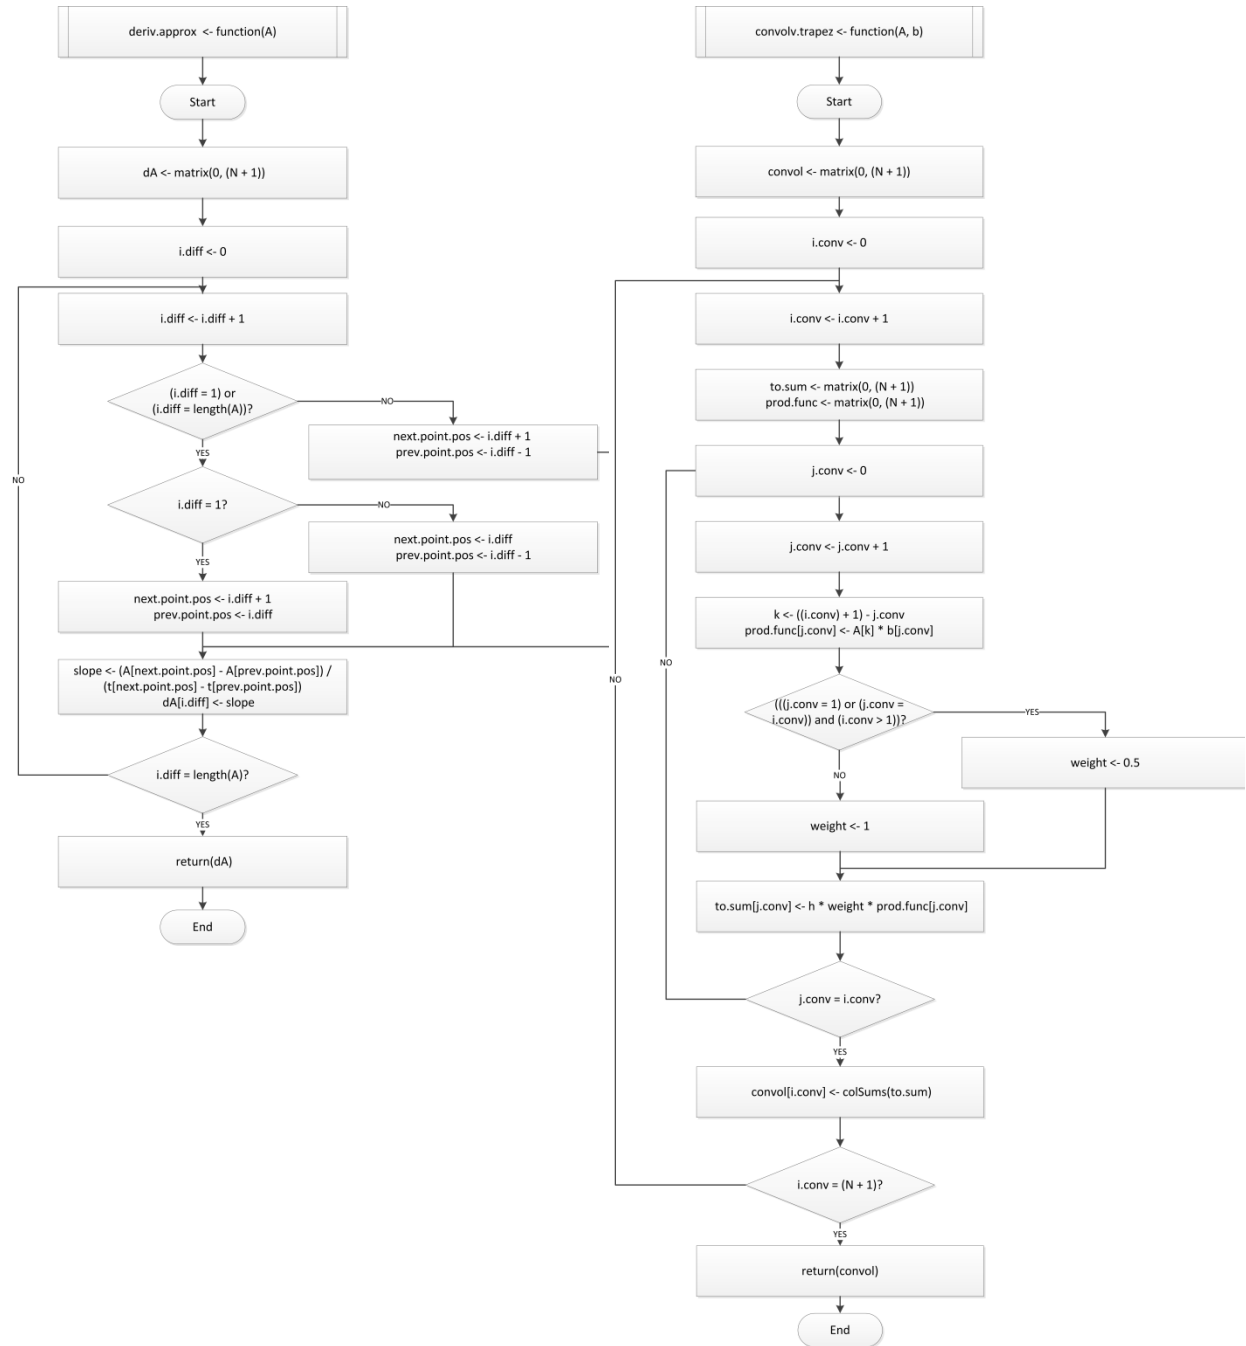 deriv.approx <- function(A)
Start
dA <- matrix(0, (N + 1))
i.diff <- 0
i.diff <- i.diff + 1
(i.diff = 1) or
(i.diff = length(A))?
NO
next.point.pos <- i.diff + 1
prev.point.pos <- i.diff - 1
YES
NO
i.diff = 1?
NO
next.point.pos <- i.diff
prev.point.pos <- i.diff - 1
YES
next.point.pos <- i.diff + 1
prev.point.pos <- i.diff
slope <- (A[next.point.pos] - A[prev.point.pos]) /
(t[next.point.pos] - t[prev.point.pos])
dA[i.diff] <- slope
i.diff = length(A)?
YES
return(dA)
End
convolv.trapez <- function(A, b)
Start
convol <- matrix(0, (N + 1))
i.conv <- 0
i.conv <- i.conv + 1
to.sum <- matrix(0, (N + 1))
prod.func <- matrix(0, (N + 1))
j.conv <- 0
j.conv <- j.conv + 1
k <- ((i.conv) + 1) - j.conv
prod.func[j.conv] <- A[k] * b[j.conv]
NO
NO
(((j.conv = 1) or (j.conv =
i.conv)) and (i.conv > 1))?
YES
weight <- 0.5
NO
weight <- 1
to.sum[j.conv] <- h * weight * prod.func[j.conv]
j.conv = i.conv?
YES
convol[i.conv] <- colSums(to.sum)
i.conv = (N + 1)?
YES
return(convol)
End